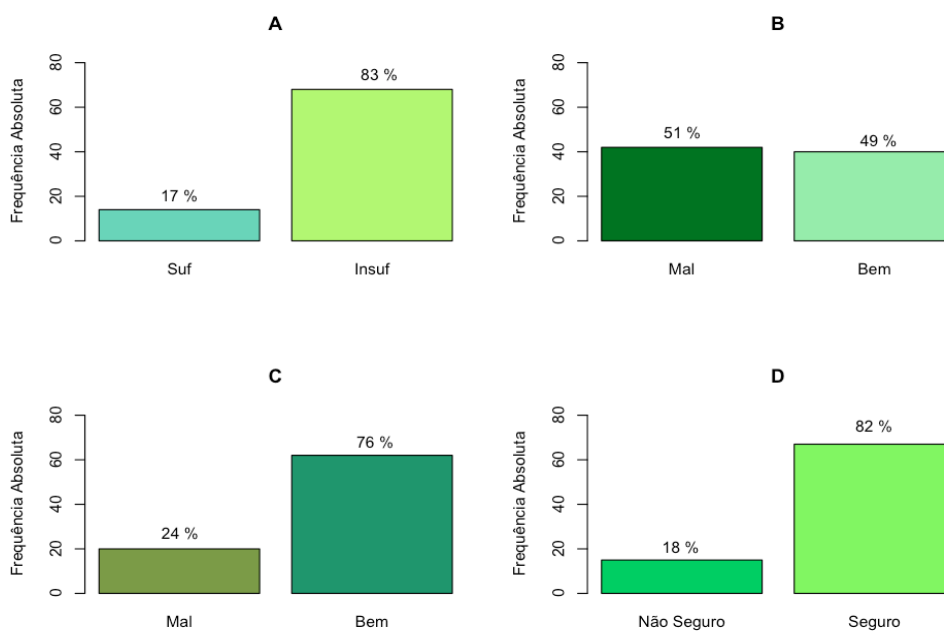 A
Frequência Absoluta
80
60
40
20
0
17 %
83 %
Suf
Insuf
B
Frequência Absoluta
80
60
40
20
0
51 %
49 %
Mal
Bem
C
Frequência Absoluta
80
60
40
20
0
24 %
76 %
Mal
Bem
D
Frequência Absoluta
80
60
40
20
0
18 %
82 %
Não Seguro
Seguro